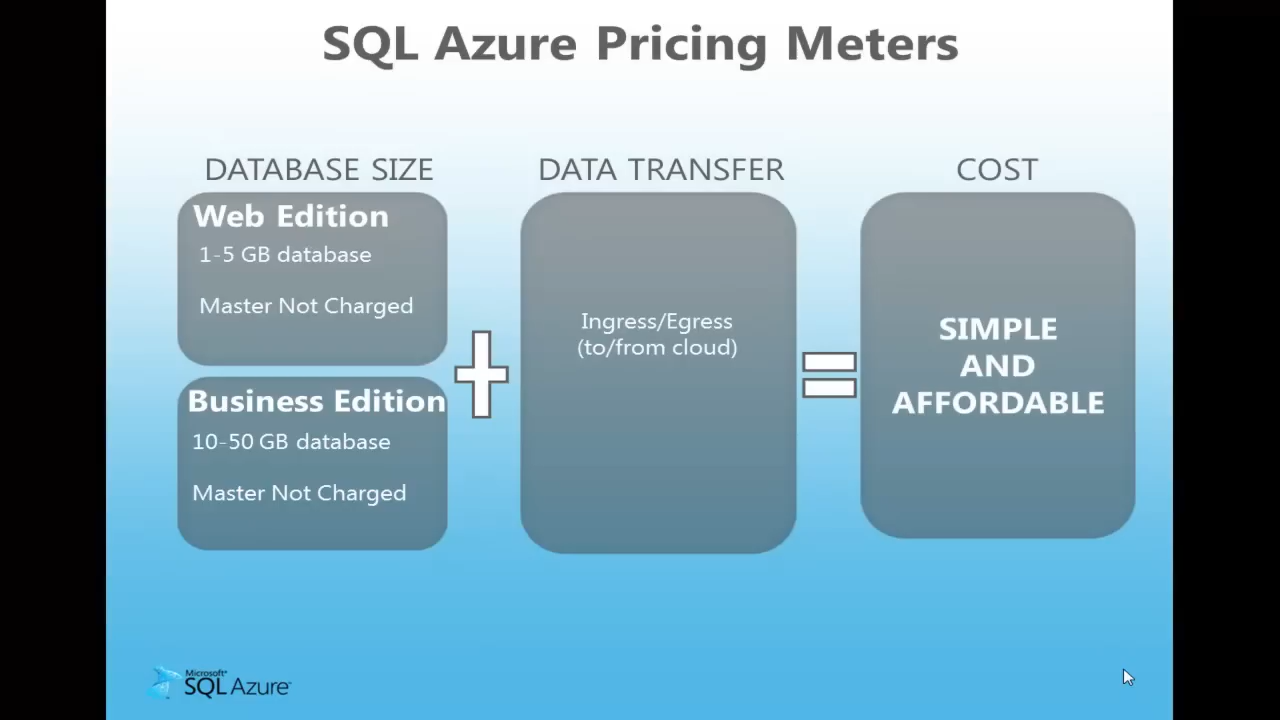 SQL Azure Pricing Meters
DATABASE SIZE
Web Edition
1-5 GB database
Master Not Charged
Business Edition
10-50 GB database
Master Not Charged
DATA TRANSFER
Ingress/Egress
(to/from cloud)
COST
SIMPLE
AND
AFFORDABLE
Microsoft®
SQL Azure™